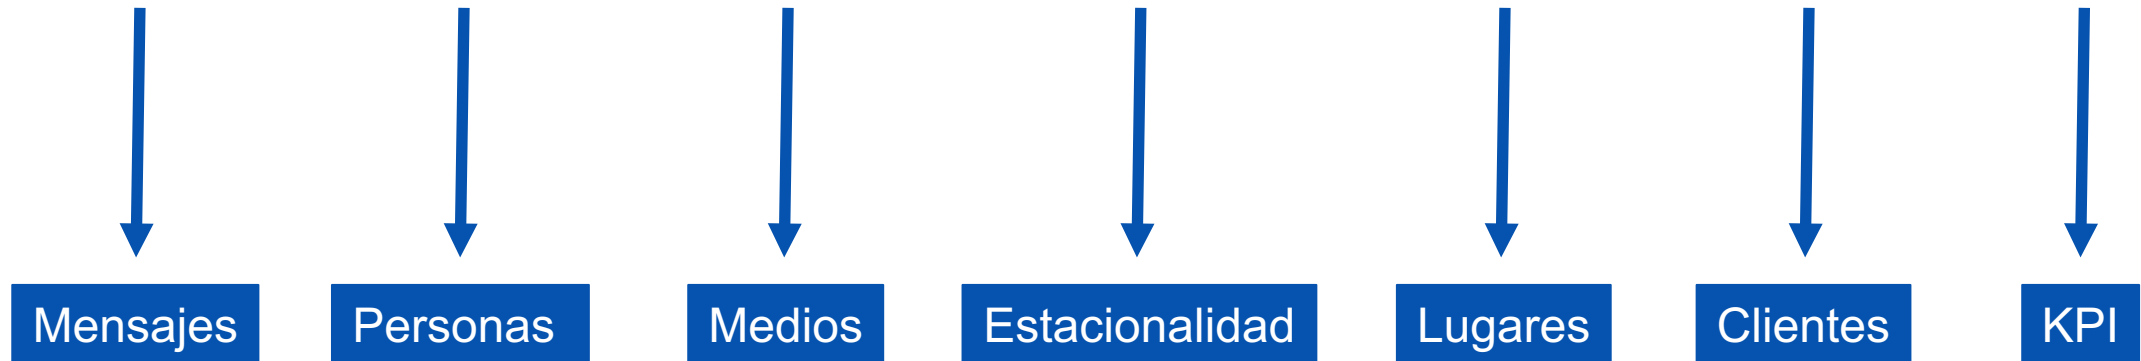 Mensajes
Personas
Medios
Estacionalidad
Lugares
Clientes
KPI